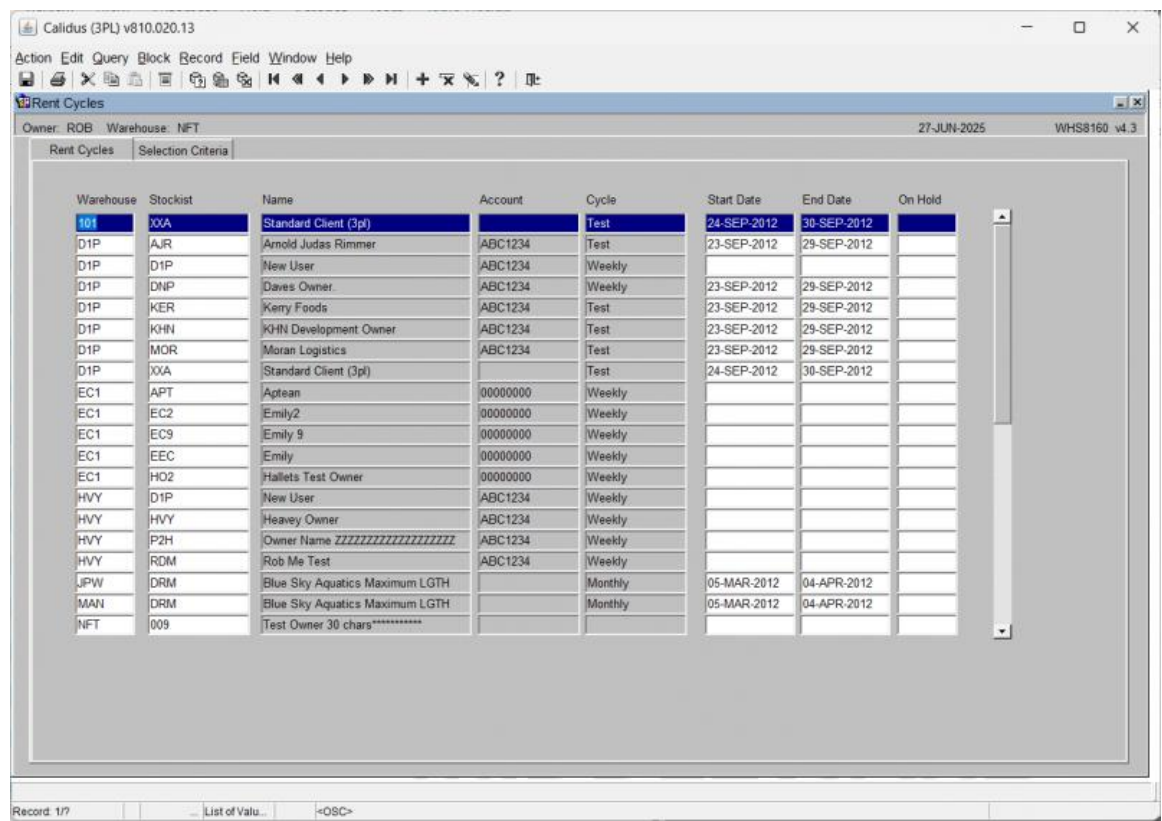 Calidus (3PL) v810.020.13
Action Edit Query Block Record Field Window Help
Rent Cycles
Owner: ROB Warehouse: NFT 27-JUN-2025 WHS8160 v4.3
Rent Cycles Selection Criteria
Warehouse Stockist Name Account Cycle Start Date End Date On Hold
101 XXA Standard Client (3pl) Test 24-SEP-2012 30-SEP-2012
D1P AJR Arnold Judas Rimmer ABC1234 Test 23-SEP-2012 29-SEP-2012
D1P D1P New User ABC1234 Weekly
D1P DNP Daves Owner. ABC1234 Weekly 23-SEP-2012 29-SEP-2012
D1P KER Kerry Foods ABC1234 Test 23-SEP-2012 29-SEP-2012
D1P KHN KHN Development Owner ABC1234 Test 23-SEP-2012 29-SEP-2012
D1P MOR Moran Logistics ABC1234 Test 23-SEP-2012 29-SEP-2012
D1P XXA Standard Client (3pl) Test 24-SEP-2012 30-SEP-2012
EC1 APT Aptean 00000000 Weekly
EC1 EC2 Emily2 00000000 Weekly
EC1 EC9 Emily 9 00000000 Weekly
EC1 EEC Emily 00000000 Weekly
EC1 HO2 Hallets Test Owner 00000000 Weekly
HVY D1P New User ABC1234 Weekly
HVY HVY Heavey Owner ABC1234 Weekly
HVY P2H Owner Name ZZZZZZZZZZZZZZZZZZZ ABC1234 Weekly
HVY RDM Rob Me Test ABC1234 Weekly
JPW DRM Blue Sky Aquatics Maximum LGTH Monthly 05-MAR-2012 04-APR-2012
MAN DRM Blue Sky Aquatics Maximum LGTH Monthly 05-MAR-2012 04-APR-2012
NFT 009 Test Owner 30 chars***********
Record: 1/? ... List of Valu... <OSC>